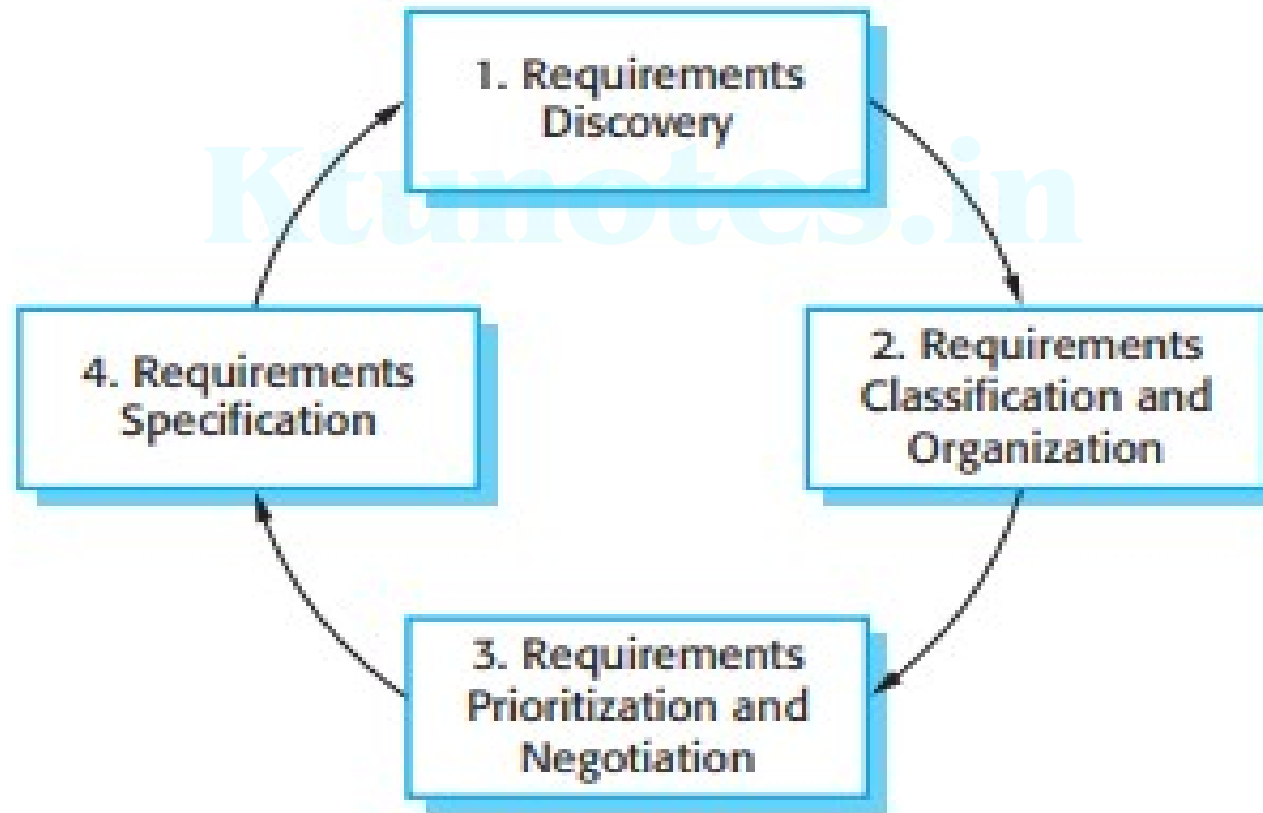 1. Requirements
Discovery
Ktunotes.in
2. Requirements
Classification and
Organization
4. Requirements
Specification
3. Requirements
Prioritization and
Negotiation